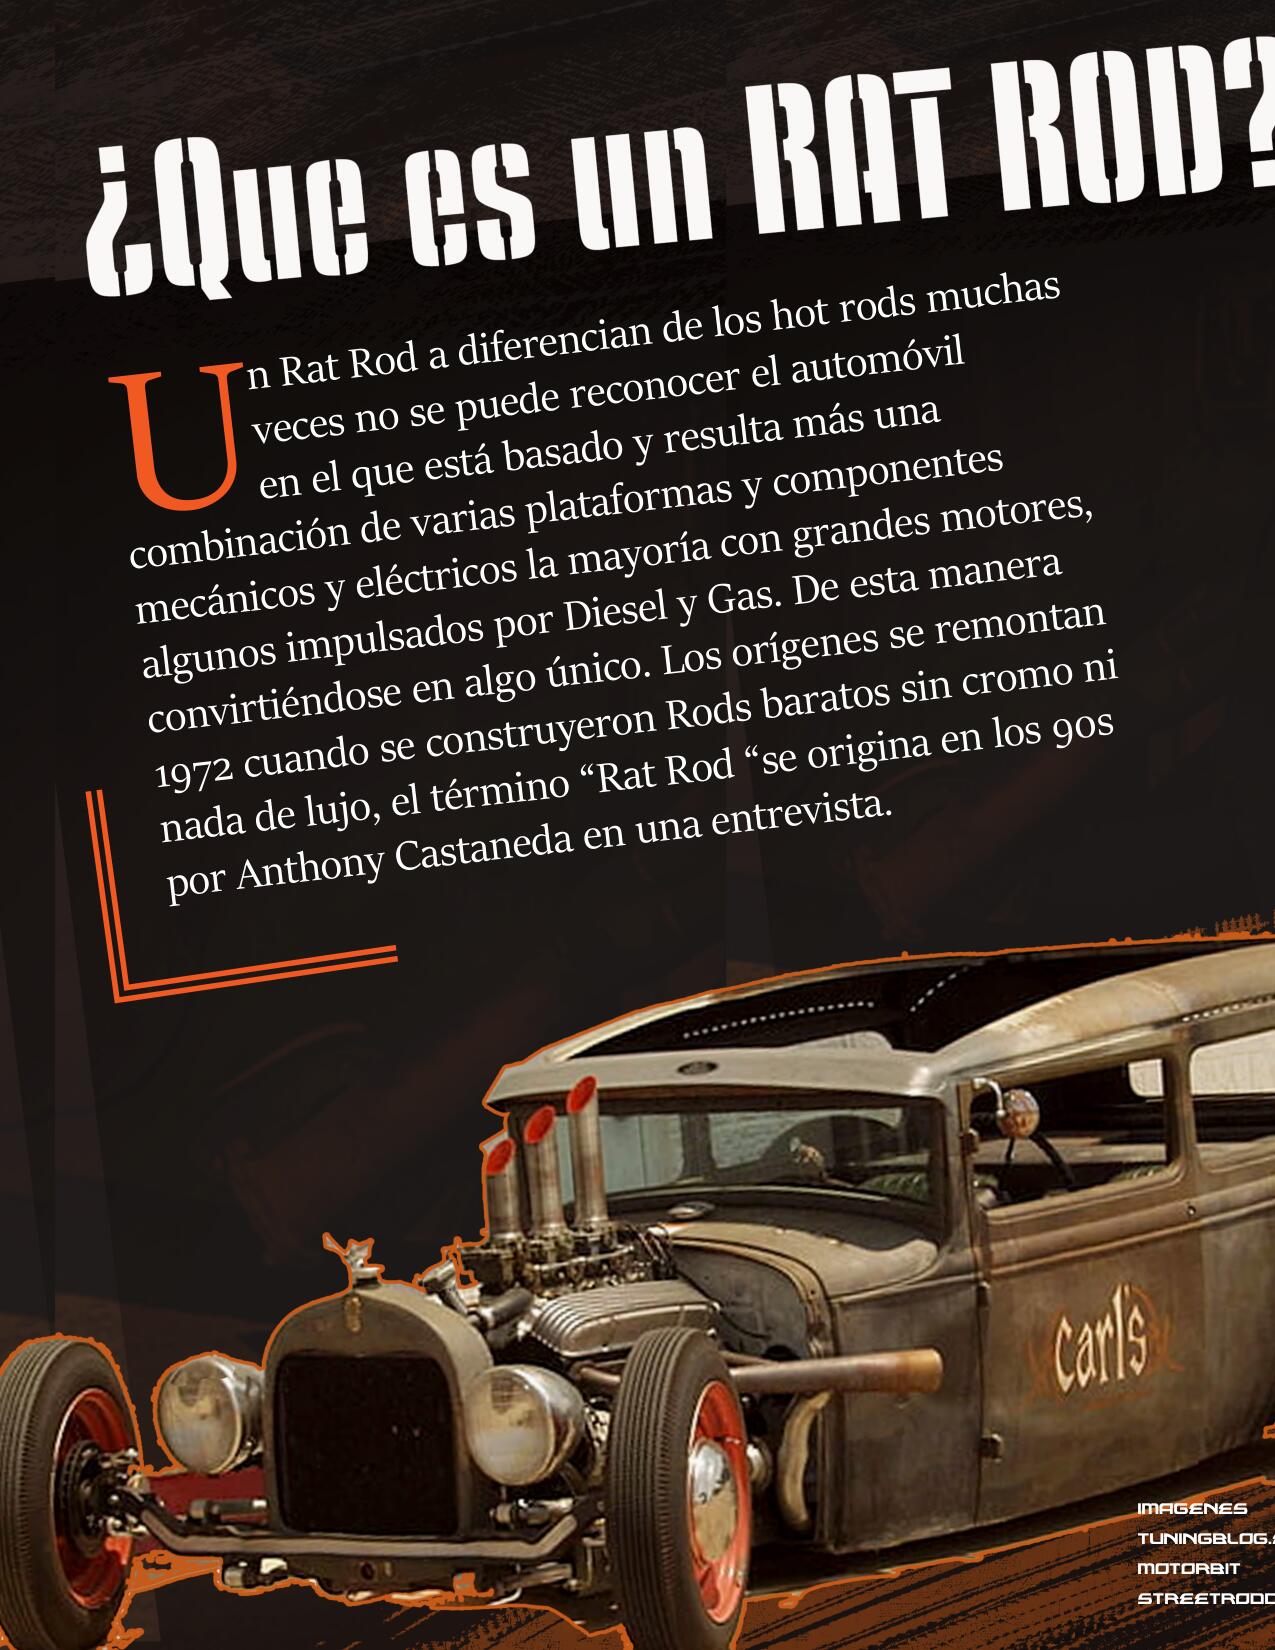 ¿Que es un RAT ROD?
Un Rat Rod a diferencian de los hot rods muchas
veces no se puede reconocer el automóvil
en el que está basado y resulta más una
combinación de varias plataformas y componentes
mecánicos y eléctricos la mayoría con grandes motores,
algunos impulsados por Diesel y Gas. De esta manera
convirtiéndose en algo único. Los orígenes se remontan
1972 cuando se construyeron Rods baratos sin cromo ni
nada de lujo, el término “Rat Rod “se origina en los 90s
por Anthony Castaneda en una entrevista.
carl's
IMAGENES
TUNINGBLOG.
MOTORBIT